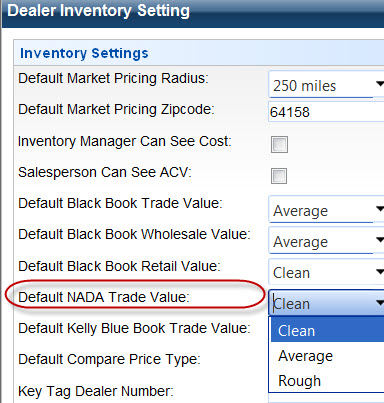 Dealer Inventory Setting
Inventory Settings
Default Market Pricing Radius: 250 miles
Default Market Pricing Zipcode: 64158
Inventory Manager Can See Cost:
Salesperson Can See ACV:
Default Black Book Trade Value: Average
Default Black Book Wholesale Value: Average
Default Black Book Retail Value: Clean
Default NADA Trade Value: Clean
Default Kelly Blue Book Trade Value: Clean
Default Compare Price Type: Average
Key Tag Dealer Number: Rough